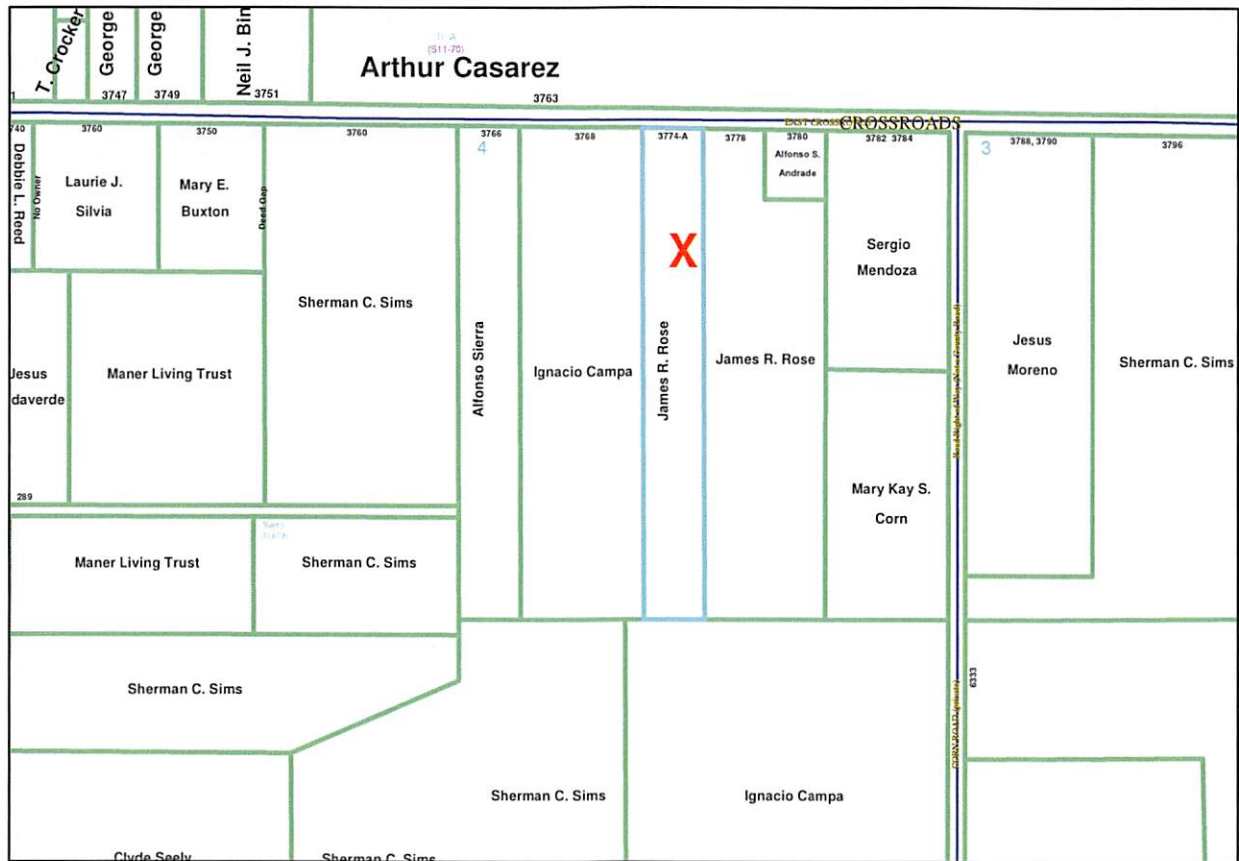 T. Crocker
George
George
Neil J. Bin
(S11-70)
Arthur Casarez
3747
3749
3751
3763
740
3760
3750
3760
3766
3768
3774-A
3778
3780
3782 3784
CROSSROADS
3788, 3790
3796
4
3
Debbie L. Reed
No Owner
Laurie J.
Silvia
Mary E.
Buxton
Deed Gap
Alfonso S.
Andrade
Sergio
Mendoza
X
Sherman C. Sims
Alfonso Sierra
Ignacio Campa
James R. Rose
James R. Rose
Jesus
Moreno
Sherman C. Sims
Jesus
daverde
Maner Living Trust
Mary Kay S.
Corn
289
Maner Living Trust
Sherman C. Sims
Sherman C. Sims
6333
CORN ROAD (private)
Sherman C. Sims
Ignacio Campa
Clyde Seely
Sherman C. Sims